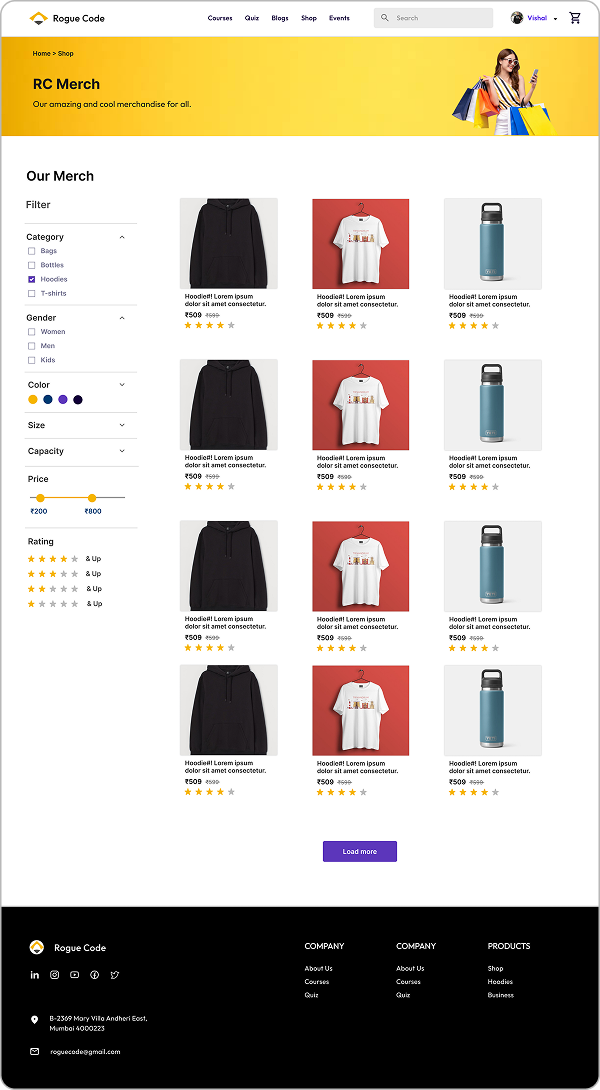 Rogue Code
Courses Quiz Blogs Shop Events
Search
Vishal
Home > Shop
RC Merch
Our amazing and cool merchandise for all.
Our Merch
Filter
Category
Bags
Bottles
Hoodies
T-shirts
Gender
Women
Men
Kids
Color
Size
Capacity
Price
₹200 ₹800
Rating
& Up
& Up
& Up
& Up
Hoodie#! Lorem ipsum
dolor sit amet consectetur.
₹509 ₹599
Hoodie#! Lorem ipsum
dolor sit amet consectetur.
₹509 ₹599
Hoodie#! Lorem ipsum
dolor sit amet consectetur.
₹509 ₹599
Hoodie#! Lorem ipsum
dolor sit amet consectetur.
₹509 ₹599
Hoodie#! Lorem ipsum
dolor sit amet consectetur.
₹509 ₹599
Hoodie#! Lorem ipsum
dolor sit amet consectetur.
₹509 ₹599
Hoodie#! Lorem ipsum
dolor sit amet consectetur.
₹509 ₹599
Hoodie#! Lorem ipsum
dolor sit amet consectetur.
₹509 ₹599
Hoodie#! Lorem ipsum
dolor sit amet consectetur.
₹509 ₹599
Hoodie#! Lorem ipsum
dolor sit amet consectetur.
₹509 ₹599
Hoodie#! Lorem ipsum
dolor sit amet consectetur.
₹509 ₹599
Hoodie#! Lorem ipsum
dolor sit amet consectetur.
₹509 ₹599
Load more
Rogue Code
B-2369 Mary Villa Andheri East,
Mumbai 4000223
roguecode@gmail.com
COMPANY
About Us
Courses
Quiz
COMPANY
About Us
Courses
Quiz
PRODUCTS
Shop
Hoodies
Business